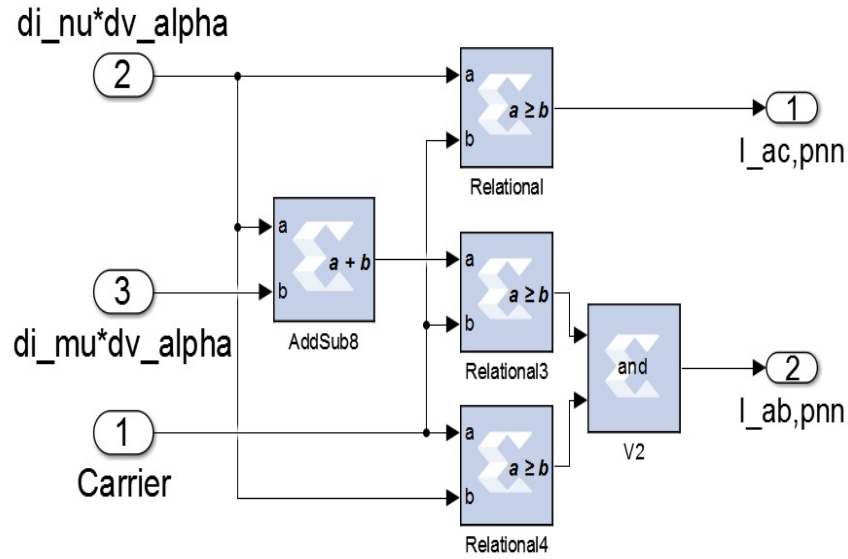 di_nu*dv_alpha
2
a
b
a ≥ b
Relational
1
I_ac,pnn
a
b
a + b
AddSub8
3
di_mu*dv_alpha
a
b
a ≥ b
Relational3
and
V2
2
I_ab,pnn
1
Carrier
a
b
a ≥ b
Relational4